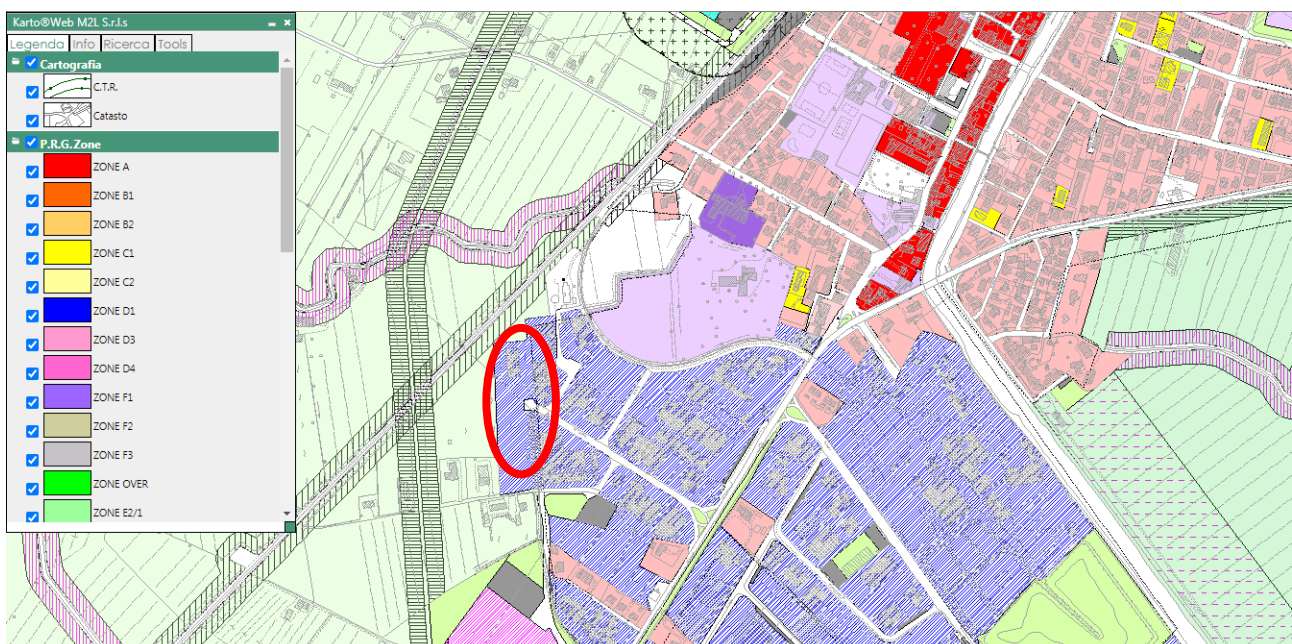 Karto®Web M2L S.r.l.s
Legenda Info Ricerca Tools
Cartografia
C.T.R.
Catasto
P.R.G.Zone
ZONE A
ZONE B1
ZONE B2
ZONE C1
ZONE C2
ZONE D1
ZONE D3
ZONE D4
ZONE F1
ZONE F2
ZONE F3
ZONE OVER
ZONE E2/1